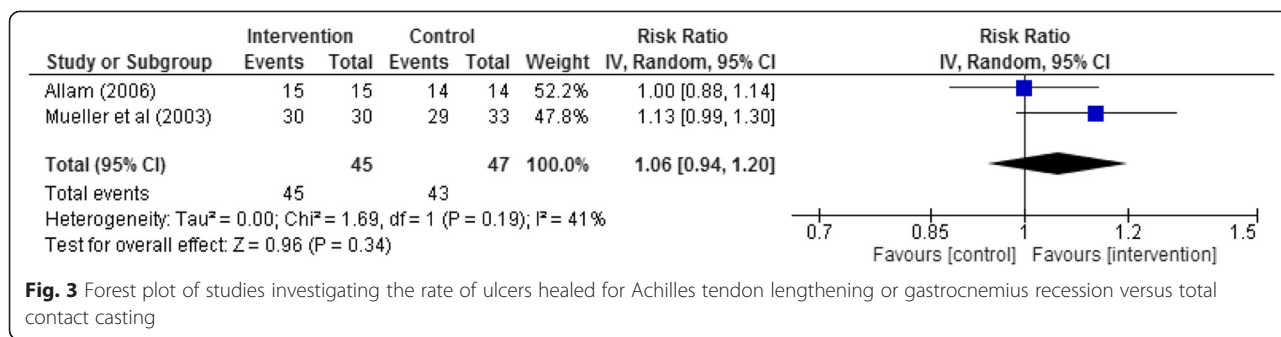 Intervention Control Risk Ratio Risk Ratio
Study or Subgroup Events Total Events Total Weight IV, Random, 95% CI IV, Random, 95% CI
Allam (2006) 15 15 14 14 52.2% 1.00 [0.88, 1.14]
Mueller et al (2003) 30 30 29 33 47.8% 1.13 [0.99, 1.30]
Total (95% CI) 45 47 100.0% 1.06 [0.94, 1.20]
Total events 45 43
Heterogeneity: Tau² = 0.00; Chi² = 1.69, df = 1 (P = 0.19); I² = 41%
Test for overall effect: Z = 0.96 (P = 0.34)
0.7 0.85 1 1.2 1.5
Favours [control] Favours [intervention]
Fig. 3 Forest plot of studies investigating the rate of ulcers healed for Achilles tendon lengthening or gastrocnemius recession versus total
contact casting